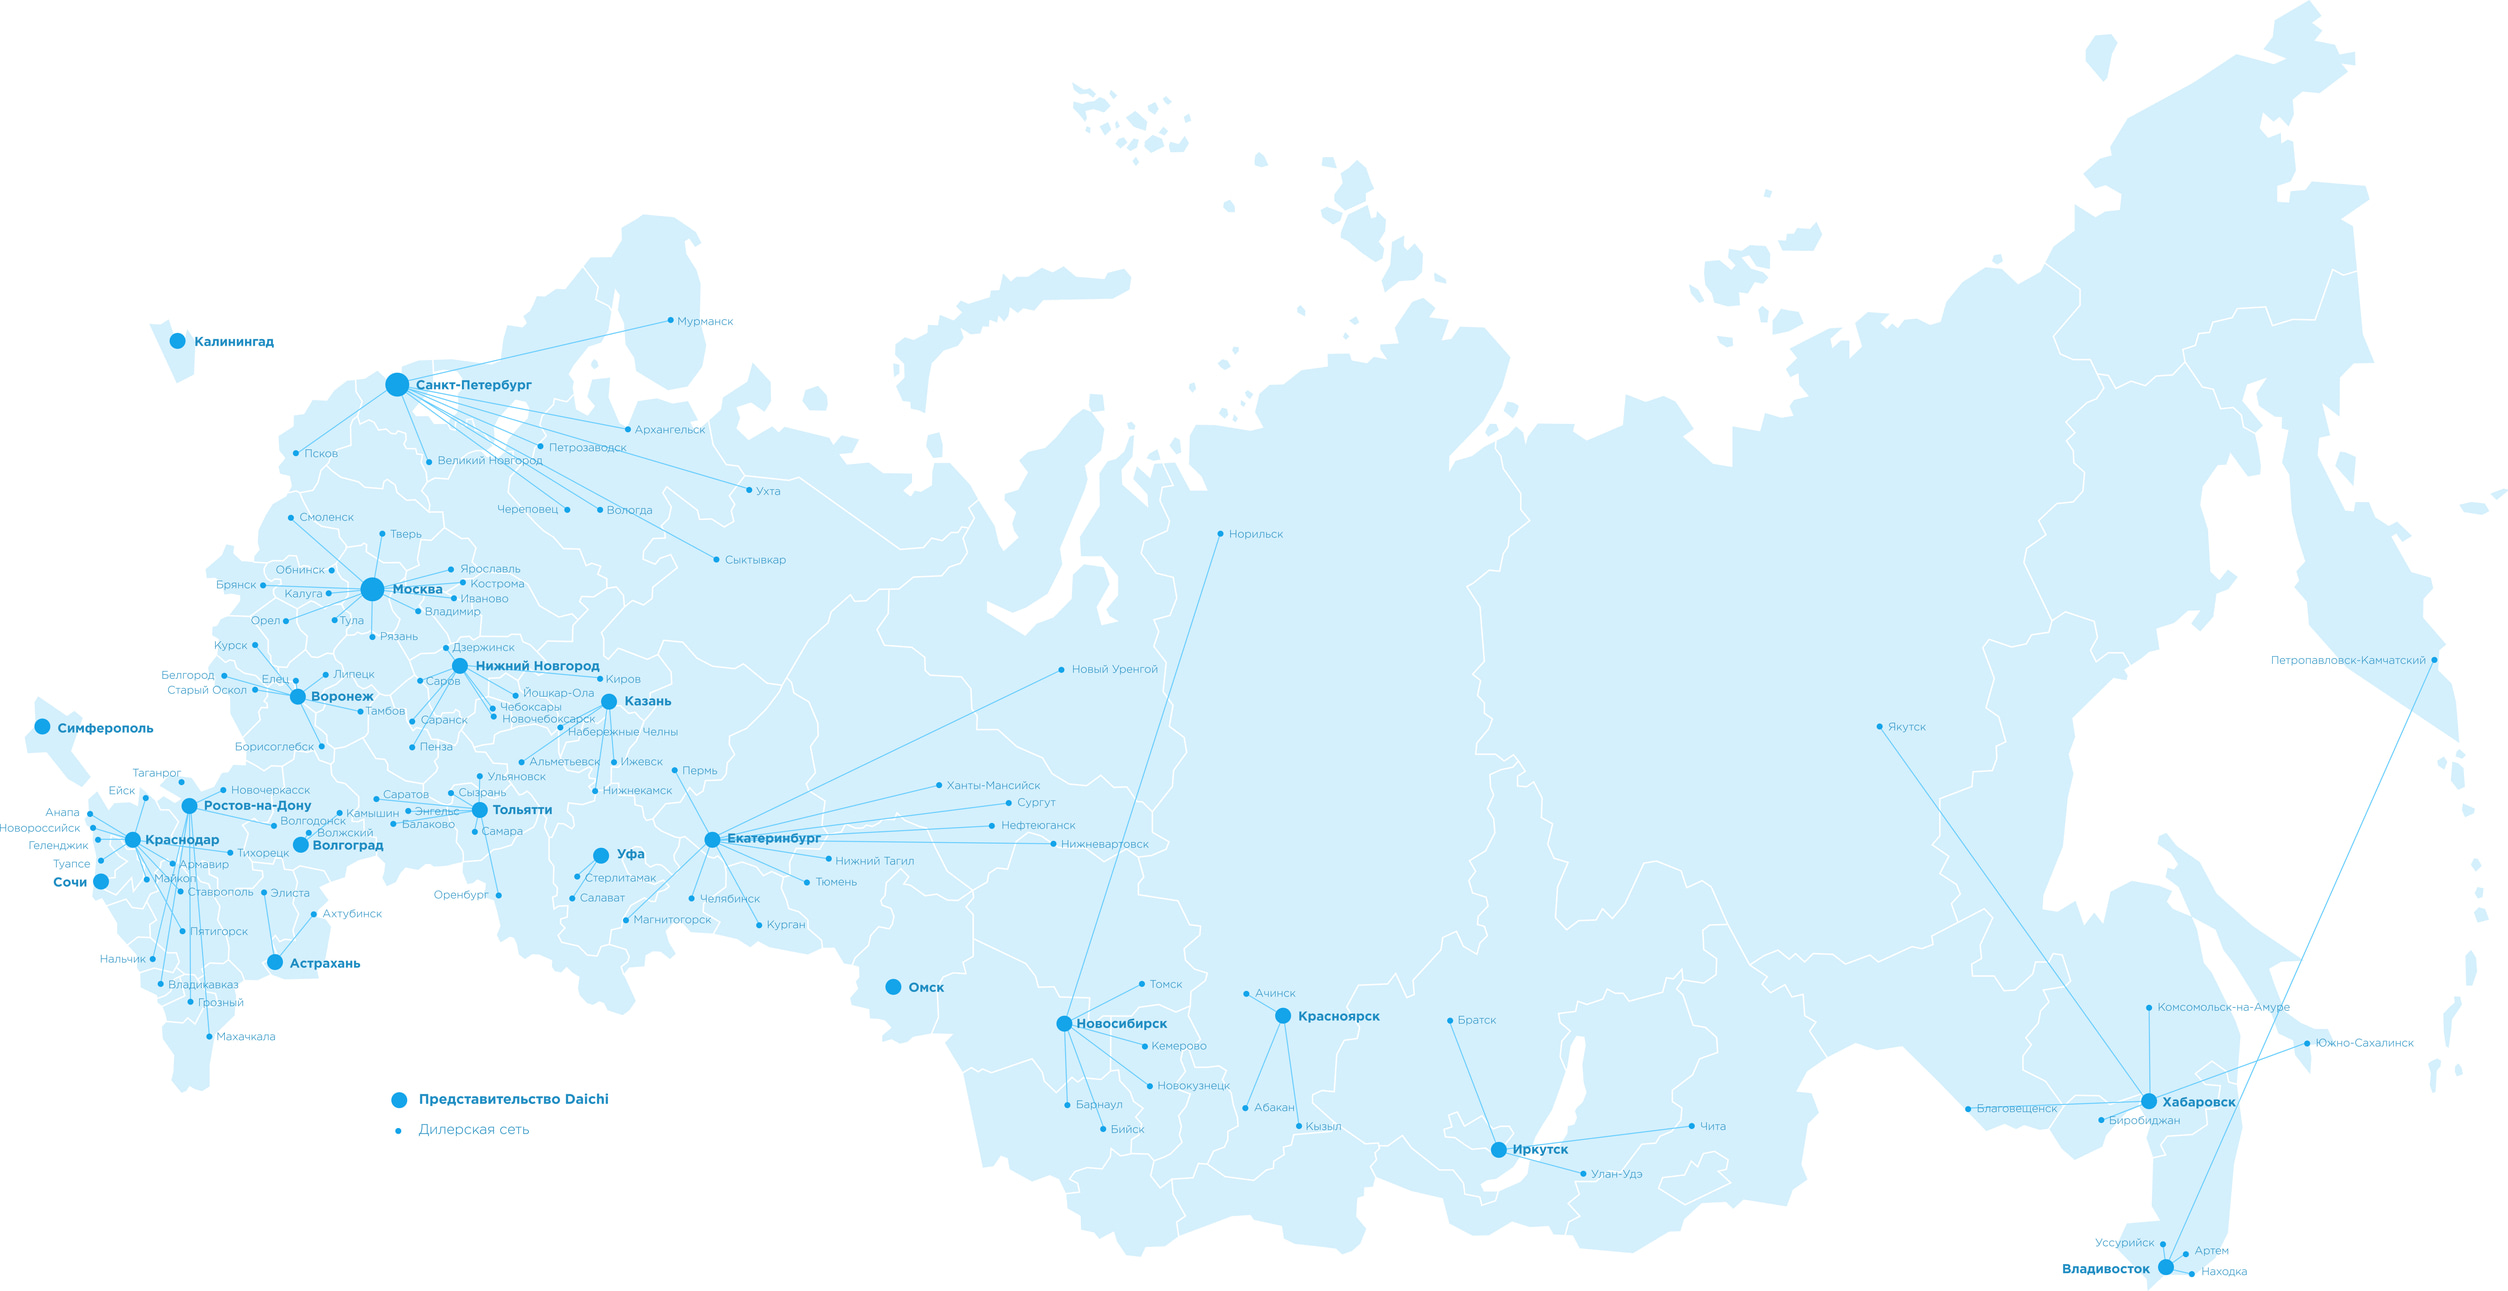 Мурманск
Калининград
Санкт-Петербург
Архангельск
Петрозаводск
Псков
Великий Новгород
Ухта
Череповец
Вологда
Смоленск
Тверь
Норильск
Сыктывкар
Обнинск
Ярославль
Брянск
Москва
Кострома
Калуга
Иваново
Владимир
Орел
Тула
Рязань
Курск
Дзержинск
Нижний Новгород
Новый Уренгой
Петропавловск-Камчатский
Белгород
Елец
Липецк
Саров
Киров
Старый Оскол
Воронеж
Йошкар-Ола
Казань
Тамбов
Чебоксары
Саранск
Новочебоксарск
Якутск
Симферополь
Набережные Челны
Борисоглебск
Пенза
Альметьевск
Ижевск
Таганрог
Ульяновск
Пермь
Ейск
Новочеркасск
Саратов
Сызрань
Нижнекамск
Ханты-Мансийск
Ростов-на-Дону
Сургут
Анапа
Камышин
Энгельс
Тольятти
Волгодонск
Балаково
Нефтеюганск
Новороссийск
Волжский
Самара
Краснодар
Волгоград
Екатеринбург
Геленджик
Нижневартовск
Тихорецк
Уфа
Туапсе
Армавир
Нижний Тагил
Сочи
Майкоп
Стерлитамак
Тюмень
Ставрополь
Элиста
Оренбург
Салават
Челябинск
Ахтубинск
Магнитогорск
Курган
Пятигорск
Нальчик
Астрахань
Владикавказ
Омск
Томск
Ачинск
Грозный
Комсомольск-на-Амуре
Новосибирск
Красноярск
Братск
Махачкала
Кемерово
Южно-Сахалинск
Новокузнецк
Представительство Daichi
Барнаул
Абакан
Благовещенск
Хабаровск
Дилерская сеть
Бийск
Кызыл
Чита
Биробиджан
Иркутск
Улан-Удэ
Уссурийск
Артем
Владивосток
Находка